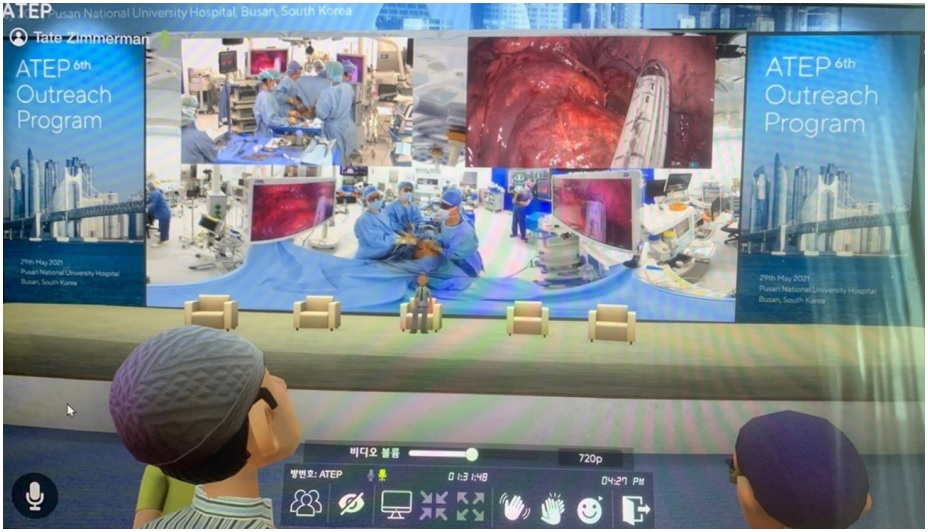 ATEP
Pusan National University Hospital, Busan, South Korea
Tate Zimmerman
ATEP 6th
Outreach
Program
29th May 2021
Pusan National University Hospital
Busan, South Korea
ATEP 6th
Outreach
Program
29th May 2021
Pusan National University Hospital
Busan, South Korea
비디오 볼륨
720p
방번호: ATEP
01:31:48
04:27 PM